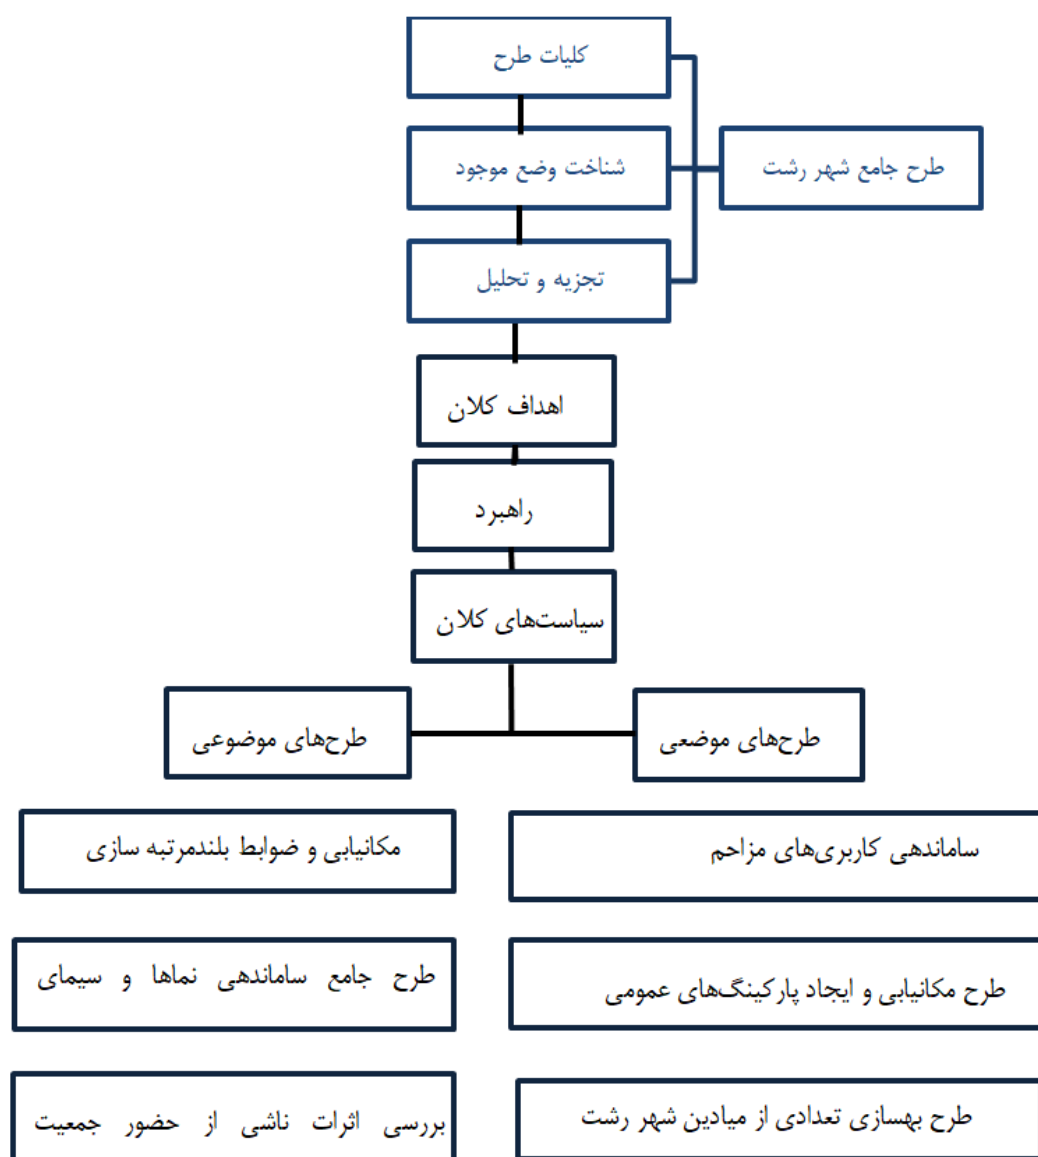 کلیات طرح
شناخت وضع موجود
طرح جامع شهر رشت
تجزیه و تحلیل
اهداف کلان
راهبرد
سیاست‌های کلان
طرح‌های موضعی
طرح‌های موضوعی
ساماندهی کاربری‌های مزاحم
مکانیابی و ضوابط بلندمرتبه سازی
طرح مکانیابی و ایجاد پارکینگ‌های عمومی
طرح جامع ساماندهی نماها و سیمای
طرح بهسازی تعدادی از میادین شهر رشت
بررسی اثرات ناشی از حضور جمعیت